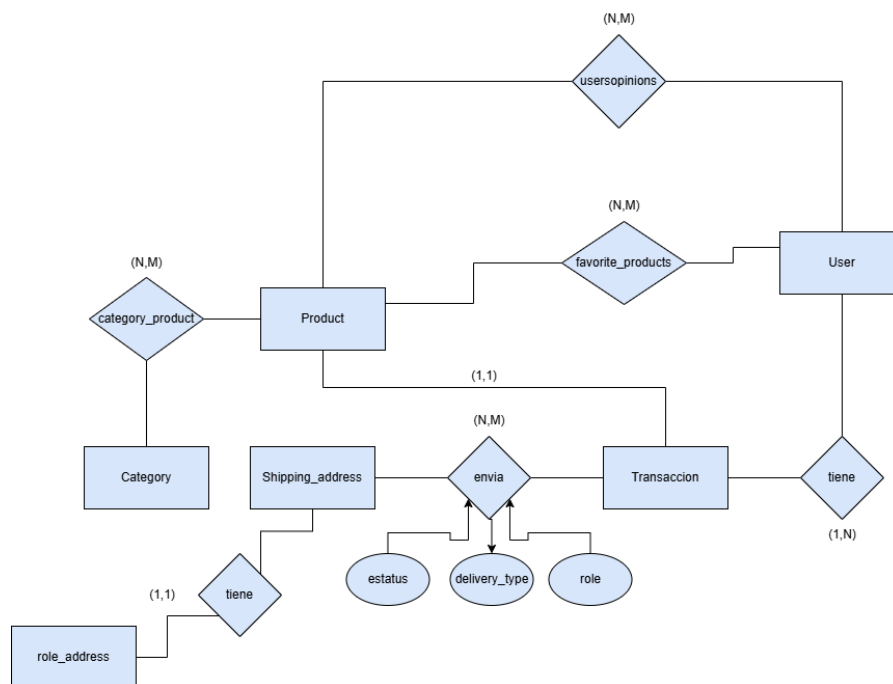 (N,M)
usersopinions
(N,M)
favorite_products
User
(N,M)
category_product
Product
(1,1)
(N,M)
Category
Shipping_address
envia
Transaccion
tiene
(1,N)
estatus
delivery_type
role
(1,1)
tiene
role_address